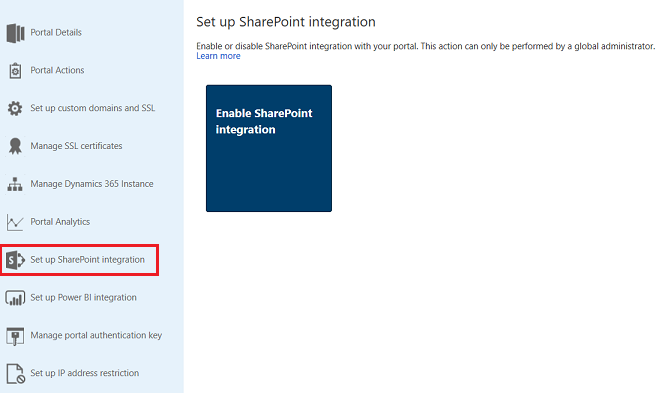 Portal Details
Portal Actions
Set up custom domains and SSL
Manage SSL certificates
Manage Dynamics 365 Instance
Portal Analytics
Set up SharePoint integration
Set up Power BI integration
Manage portal authentication key
Set up IP address restriction
Set up SharePoint integration
Enable or disable SharePoint integration with your portal. This action can only be performed by a global administrator.
Learn more
Enable SharePoint
integration